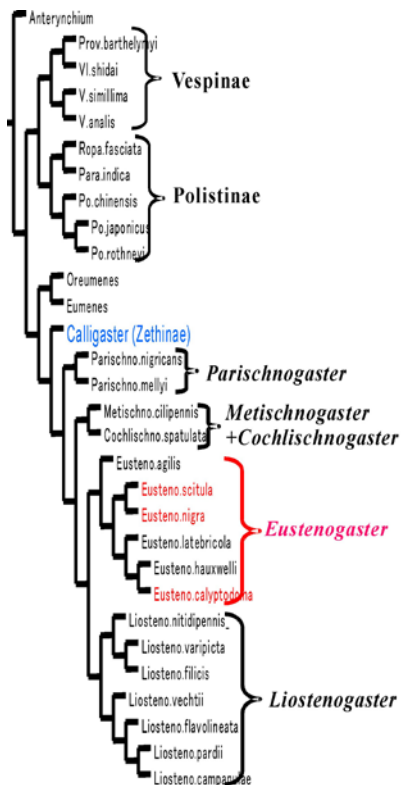 Anterynchium
Prov.barthelymyi
Vl.shidai
V.simillima
V.analis
Vespinae
Ropa.fasciata
Para.indica
Po.chinensis
Po.japonicus
Po.rothneyi
Polistinae
Oreumenes
Eumenes
Calligaster (Zethinae)
Parischno.nigricans
Parischno.mellyi
Parischnogaster
Metischno.cilipennis
Cochlischno.spatulata
Metischnogaster
+Cochlischnogaster
Eusteno.agilis
Eusteno.scitula
Eusteno.nigra
Eusteno.latebricola
Eusteno.hauxwelli
Eusteno.calyptodoma
Eustenogaster
Liosteno.nitidipennis_
Liosteno.varipicta
Liosteno.filicis
Liosteno.vechtii
Liosteno.flavolineata
Liosteno.pardii
Liosteno.campanulae
Liostenogaster